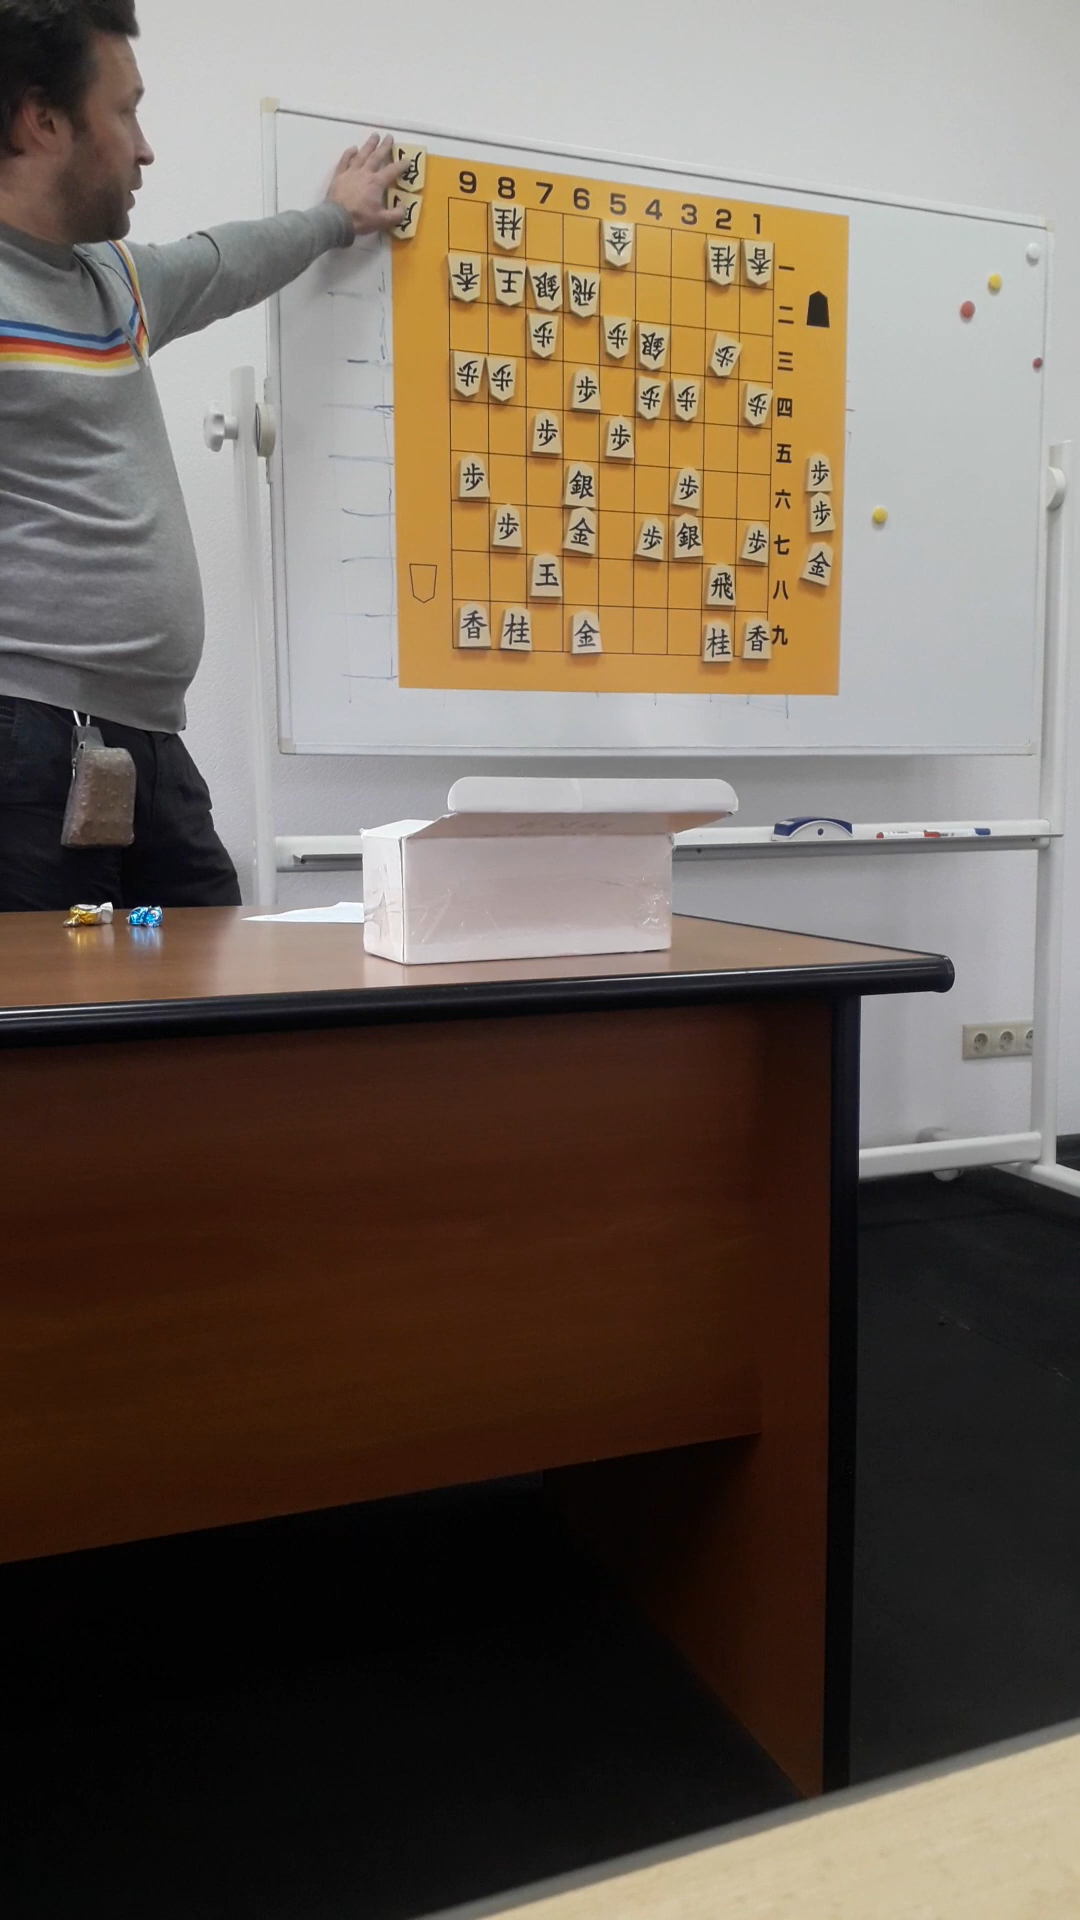 角
角
9 8 7 6 5 4 3 2 1
桂 金 桂 香 一
香 王 銀 飛 二
歩 歩 銀 歩 三
歩 歩 歩 歩 歩 歩 四
歩 歩 五
歩 銀 歩 六
歩 金 歩 銀 歩 七
玉 飛 八
香 桂 金 桂 香 九
歩
歩
金